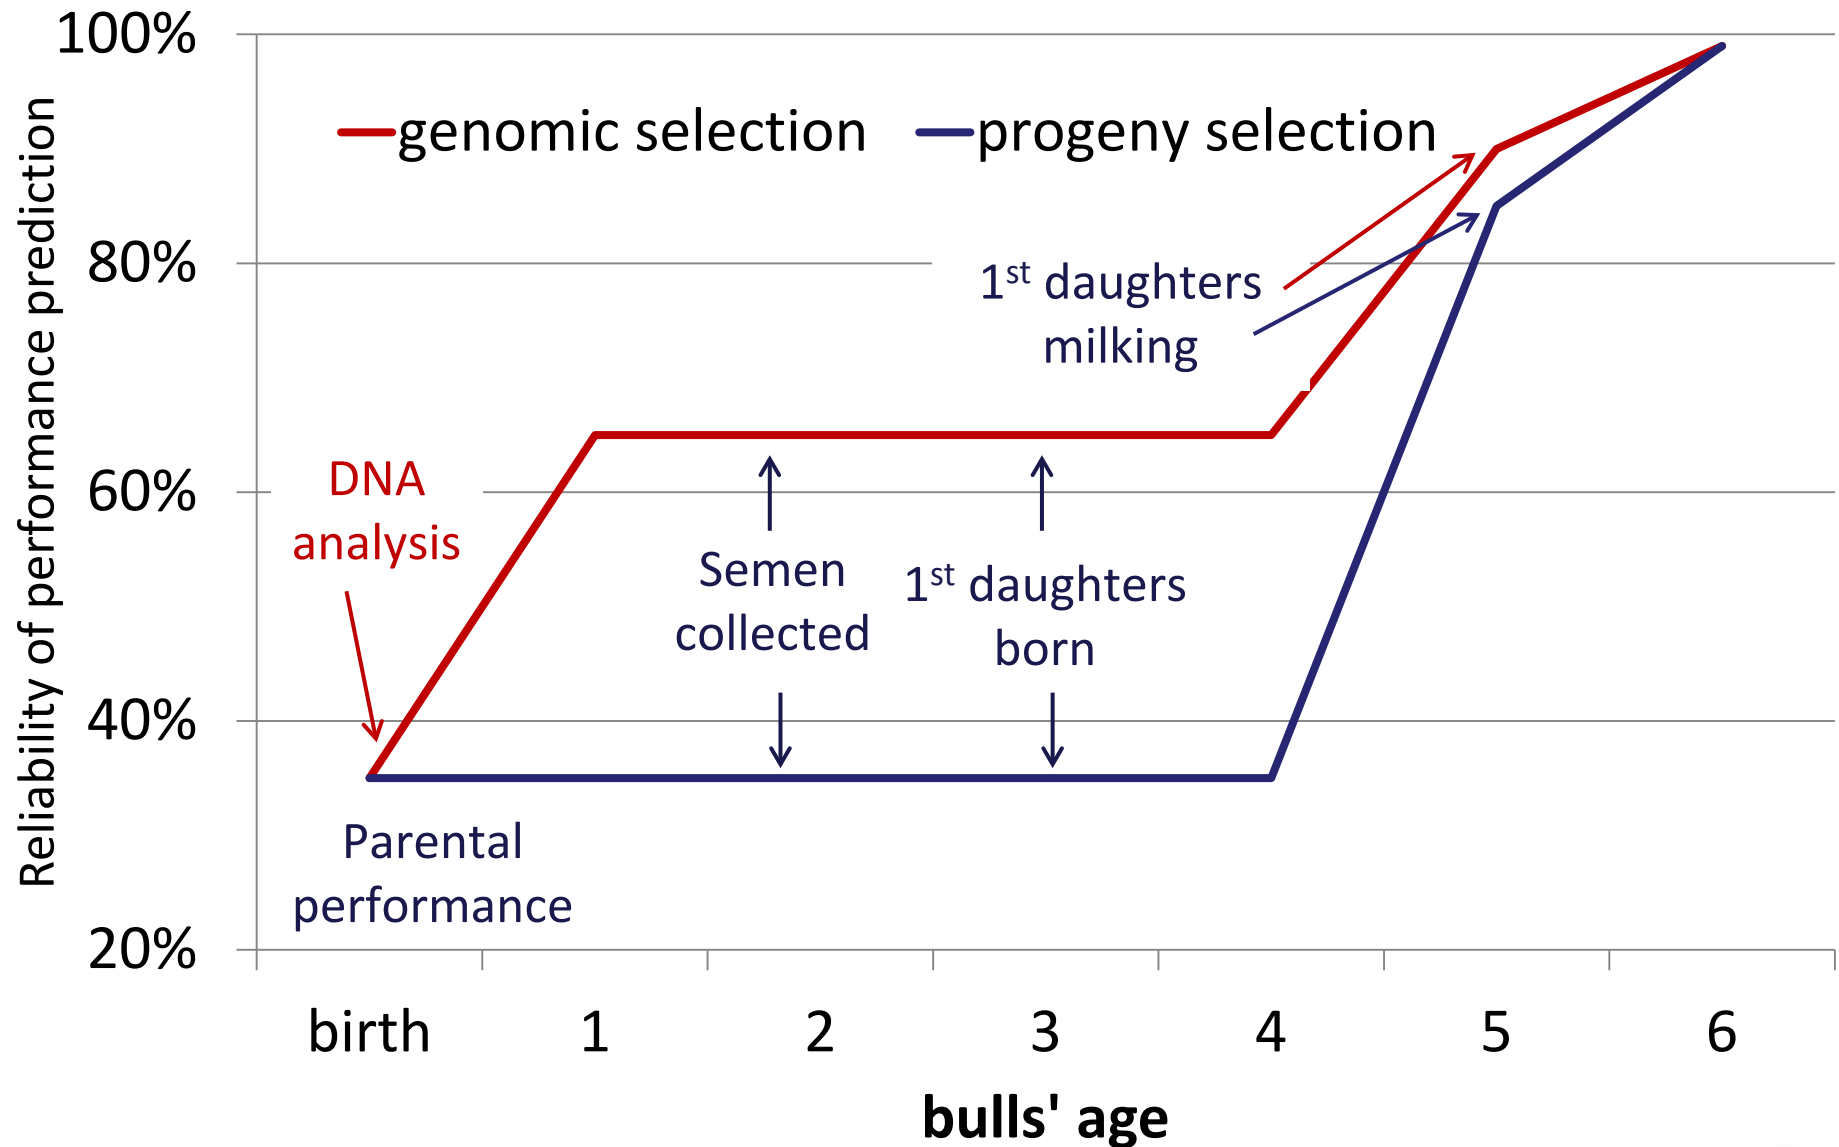 100%
80%
60%
40%
20%
Reliability of performance prediction
genomic selection
progeny selection
1st daughters
milking
DNA
analysis
Semen
collected
1st daughters
born
Parental
performance
birth 1 2 3 4 5 6
bulls' age